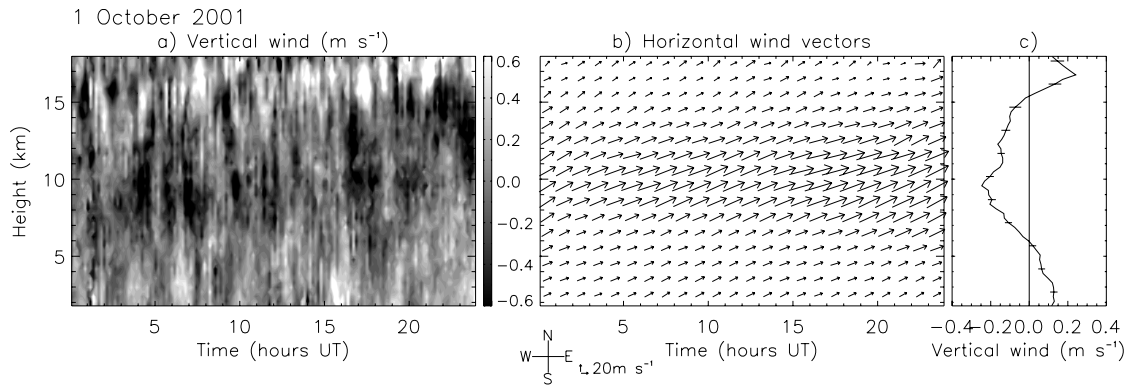 1 October 2001
a) Vertical wind (m s⁻¹)
b) Horizontal wind vectors
c)
Height (km)
15
10
5
5 10 15 20
Time (hours UT)
0.6
0.4
0.2
0.0
−0.2
−0.4
−0.6
5 10 15 20
Time (hours UT)
N
W E
S
20m s⁻¹
−0.4 −0.20 0.0 0.2 0.4
Vertical wind (m s⁻¹)